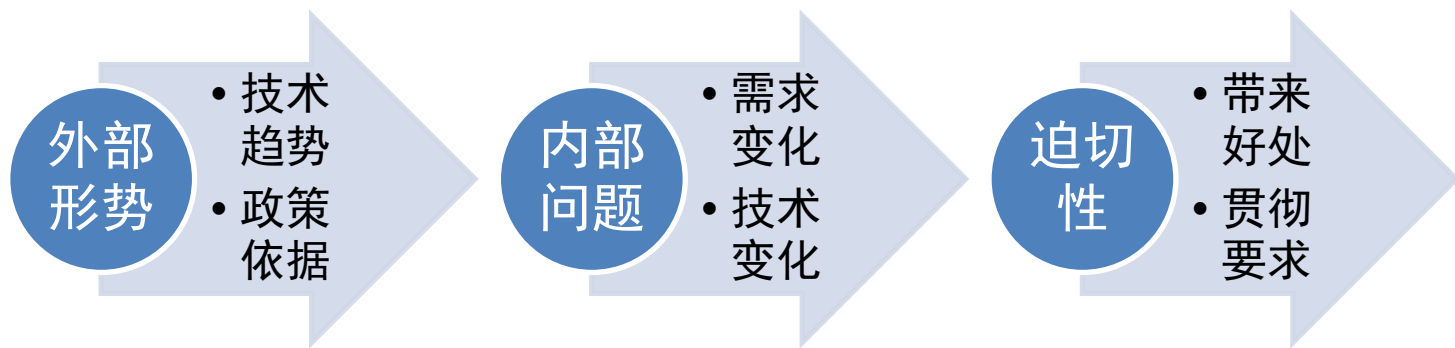 外部
形势
• 技术
趋势
• 政策
依据
内部
问题
• 需求
变化
• 技术
变化
迫切
性
• 带来
好处
• 贯彻
要求